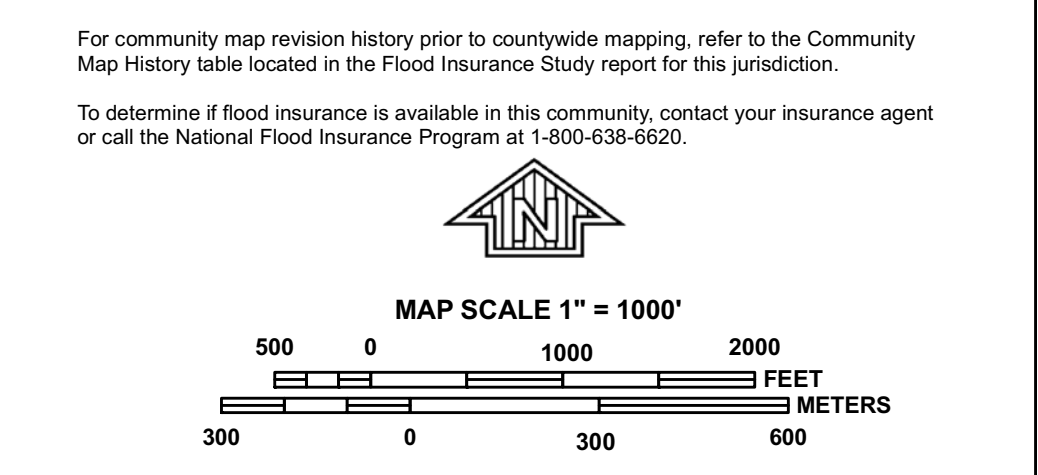 For community map revision history prior to countywide mapping, refer to the Community
Map History table located in the Flood Insurance Study report for this jurisdiction.
To determine if flood insurance is available in this community, contact your insurance agent
or call the National Flood Insurance Program at 1-800-638-6620.
N
MAP SCALE 1" = 1000'
500 0 1000 2000
FEET
METERS
300 0 300 600